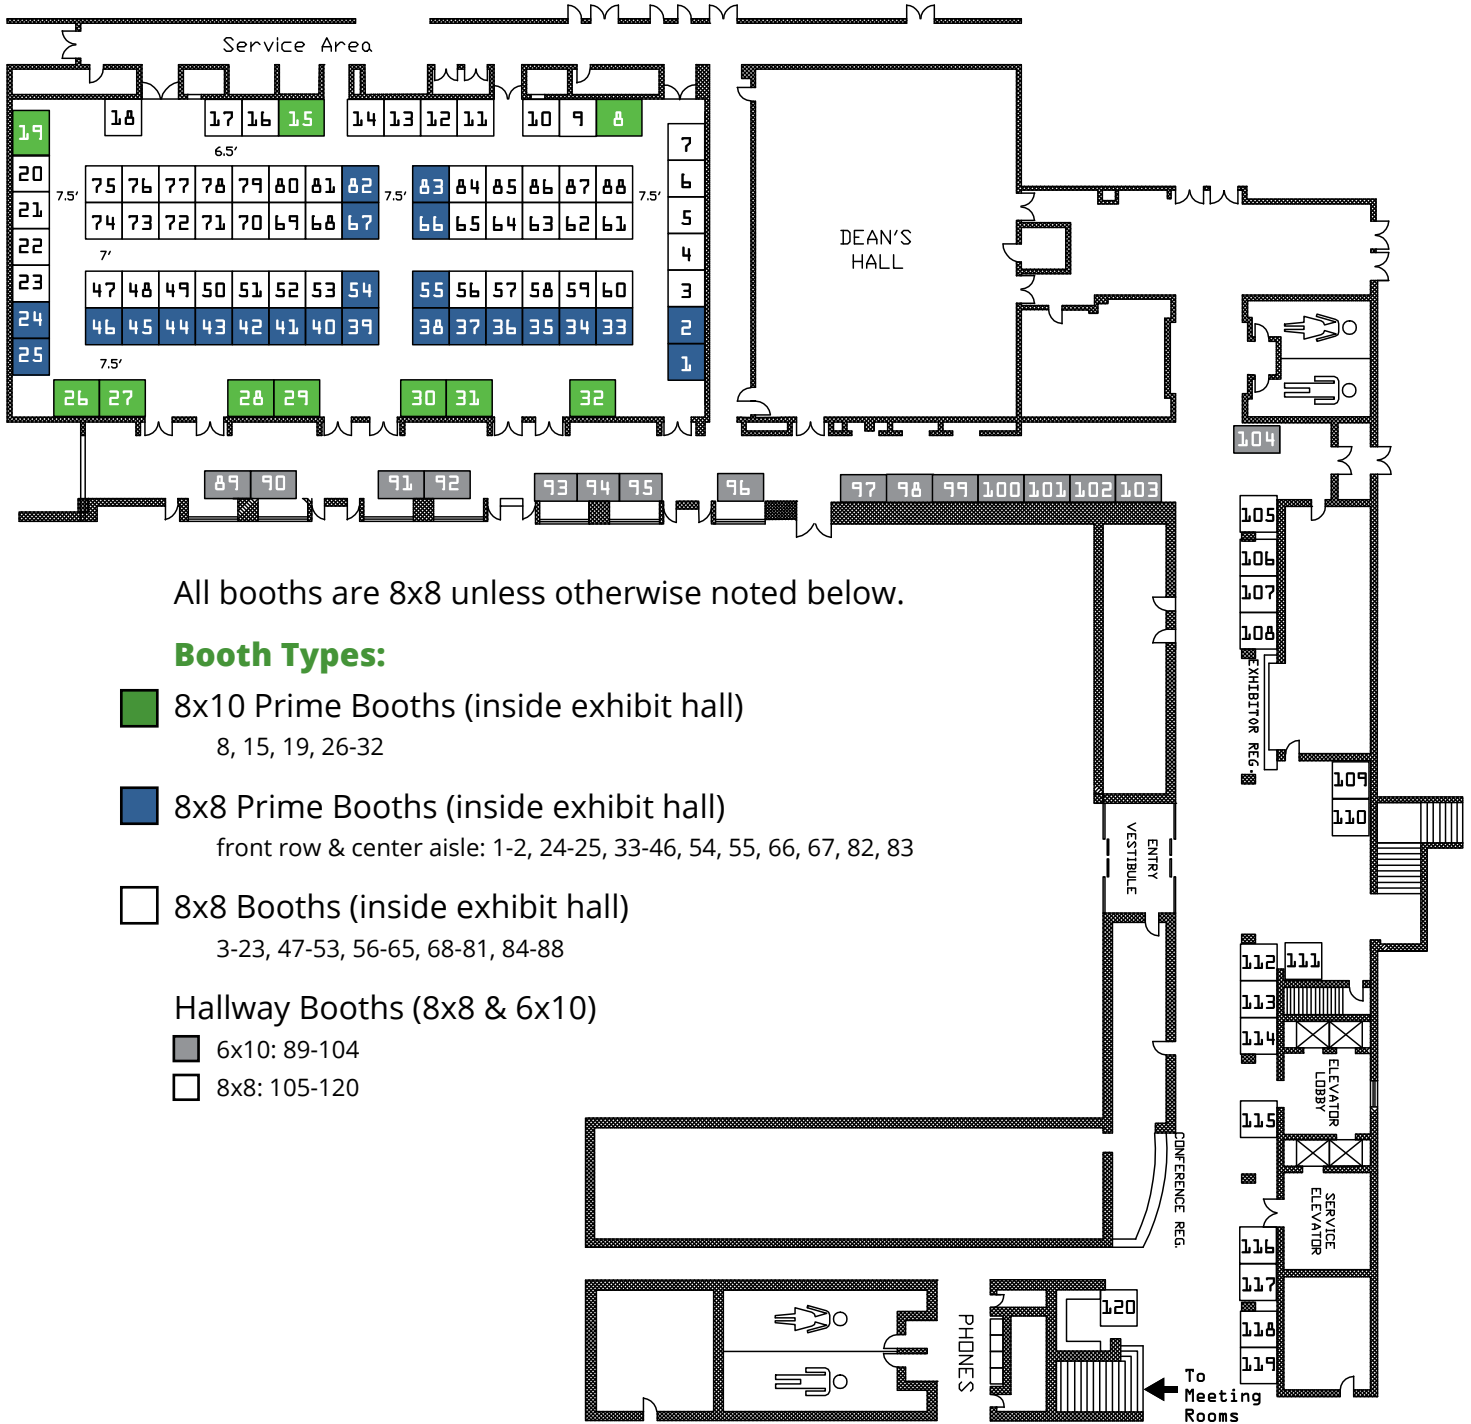 Service Area
18 17 16 15 14 13 12 11 10 9 8
19
20
21
22
23
24
25
6.5'
7.5' 7.5' 7.5'
75 76 77 78 79 80 81 82 83 84 85 86 87 88
74 73 72 71 70 69 68 67 66 65 64 63 62 61
7'
47 48 49 50 51 52 53 54 55 56 57 58 59 60
46 45 44 43 42 41 40 39 38 37 36 35 34 33
7.5'
7
6
5
4
3
2
1
26 27 28 29 30 31 32
DEAN'S
HALL
89 90 91 92 93 94 95 96 97 98 99 100 101 102 103
104
105
106
107
108
EXHIBITOR REG.
109
110
ENTRY
VESTIBULE
All booths are 8x8 unless otherwise noted below.
Booth Types:
8x10 Prime Booths (inside exhibit hall)
8, 15, 19, 26-32
8x8 Prime Booths (inside exhibit hall)
front row & center aisle: 1-2, 24-25, 33-46, 54, 55, 66, 67, 82, 83
8x8 Booths (inside exhibit hall)
3-23, 47-53, 56-65, 68-81, 84-88
Hallway Booths (8x8 & 6x10)
6x10: 89-104
8x8: 105-120
112 111
113
114
ELEVATOR
LOBBY
115
CONFERENCE REG.
SERVICE
ELEVATOR
116
117
118
119
120
PHONES
To
Meeting
Rooms